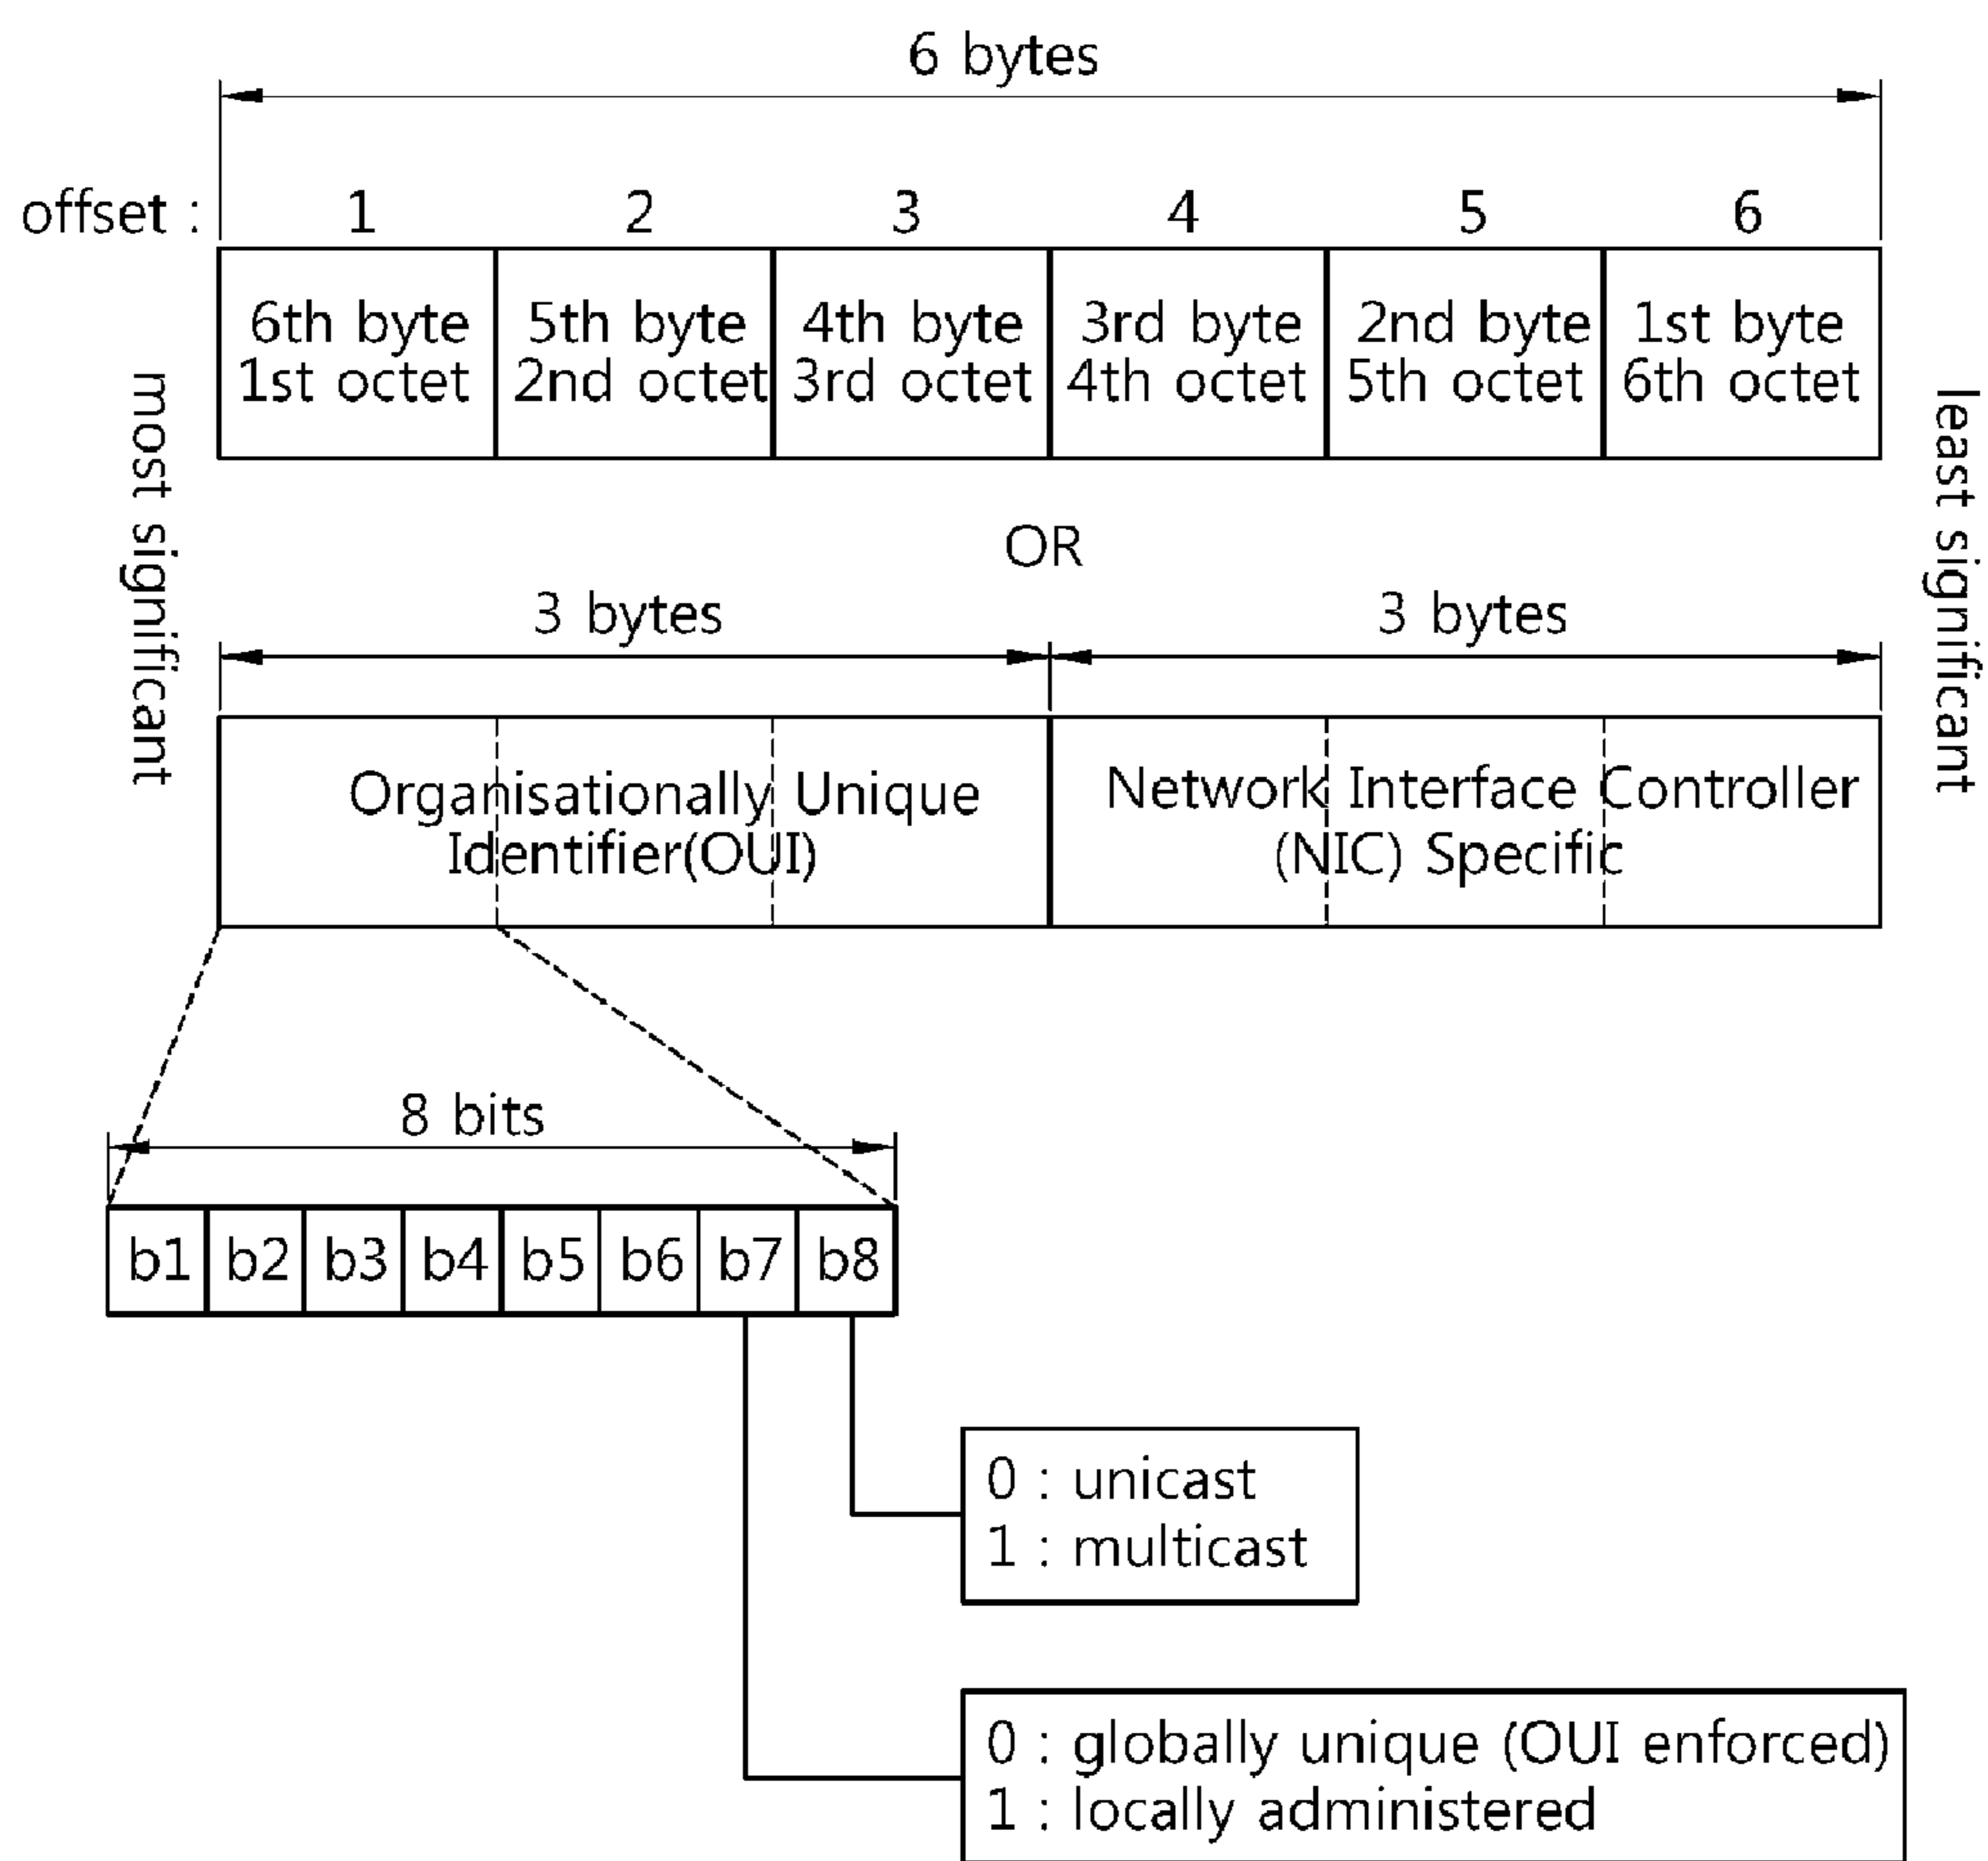 6 bytes
offset : 1 2 3 4 5 6
6th byte 5th byte 4th byte 3rd byte 2nd byte 1st byte
1st octet 2nd octet 3rd octet 4th octet 5th octet 6th octet
most significant
least significant
OR
3 bytes 3 bytes
Organisationally Unique
Identifier(OUI)
Network Interface Controller
(NIC) Specific
8 bits
b1 b2 b3 b4 b5 b6 b7 b8
0 : unicast
1 : multicast
0 : globally unique (OUI enforced)
1 : locally administered